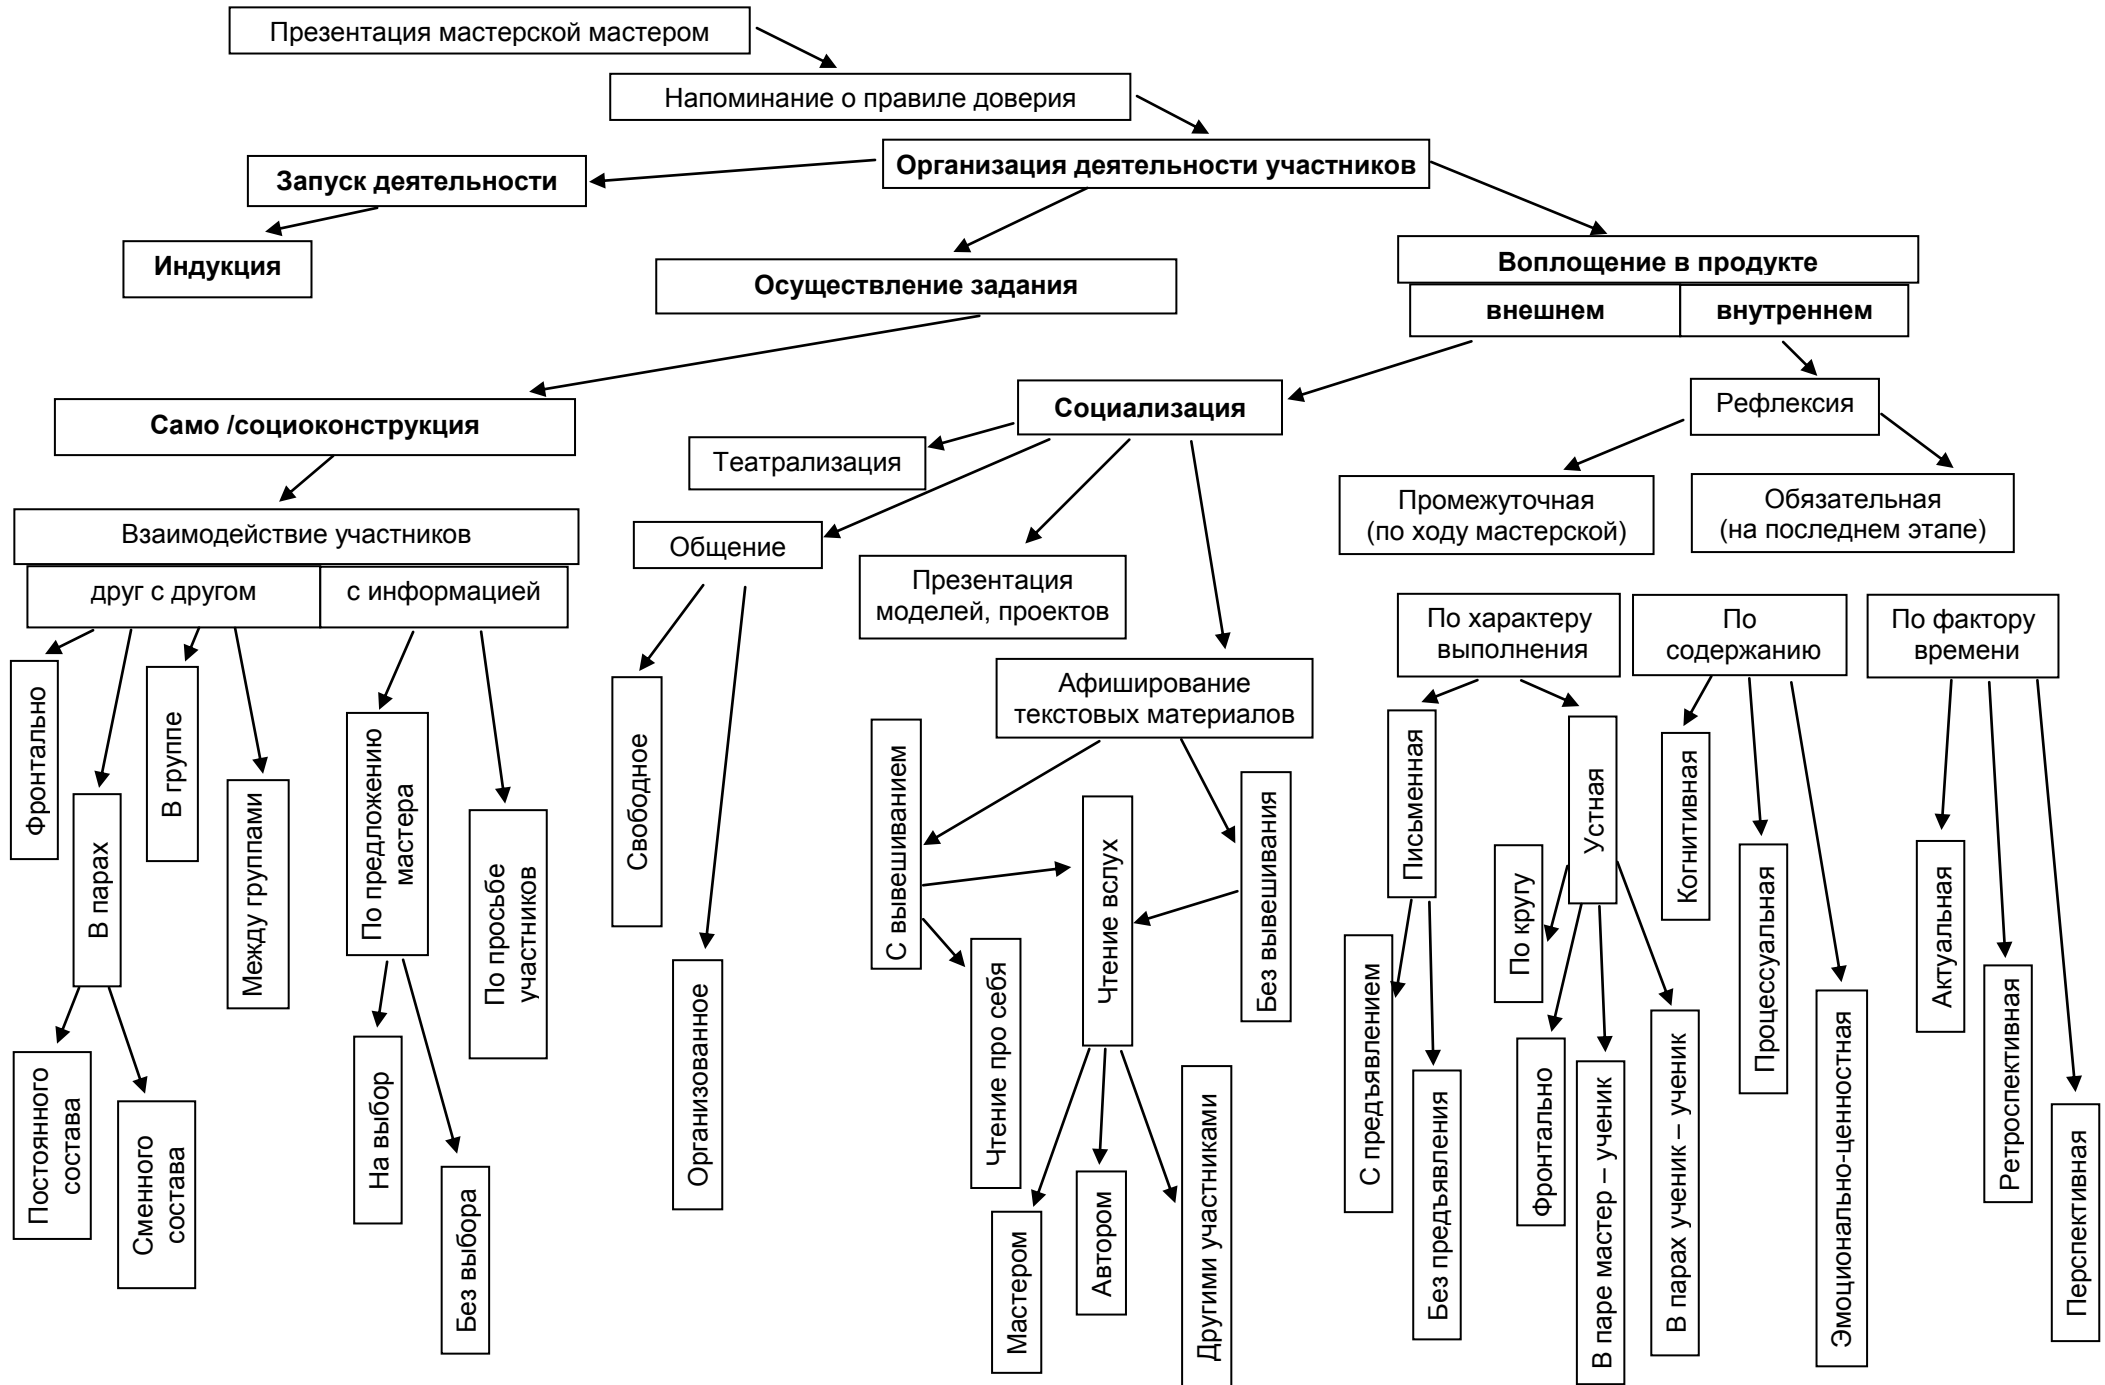 Презентация мастерской мастером
Напоминание о правиле доверия
Организация деятельности участников
Запуск деятельности
Индукция
Осуществление задания
Воплощение в продукте
внешнем
внутреннем
Само /социоконструкция
Социализация
Рефлексия
Театрализация
Промежуточная
(по ходу мастерской)
Обязательная
(на последнем этапе)
Взаимодействие участников
друг с другом
с информацией
Общение
Презентация
моделей, проектов
Афиширование
текстовых материалов
По характеру
выполнения
По
содержанию
По фактору
времени
Фронтально
В парах
В группе
Между группами
По предложению
мастера
По просьбе
участников
Постоянного
состава
Сменного
состава
На выбор
Без выбора
Свободное
Организованное
С вывешиванием
Чтение про себя
Чтение вслух
Без вывешивания
Мастером
Автором
Другими участниками
Письменная
Устная
С предъявлением
Без предъявления
По кругу
Фронтально
В паре мастер – ученик
В парах ученик – ученик
Когнитивная
Процессуальная
Эмоционально-ценностная
Актуальная
Ретроспективная
Перспективная